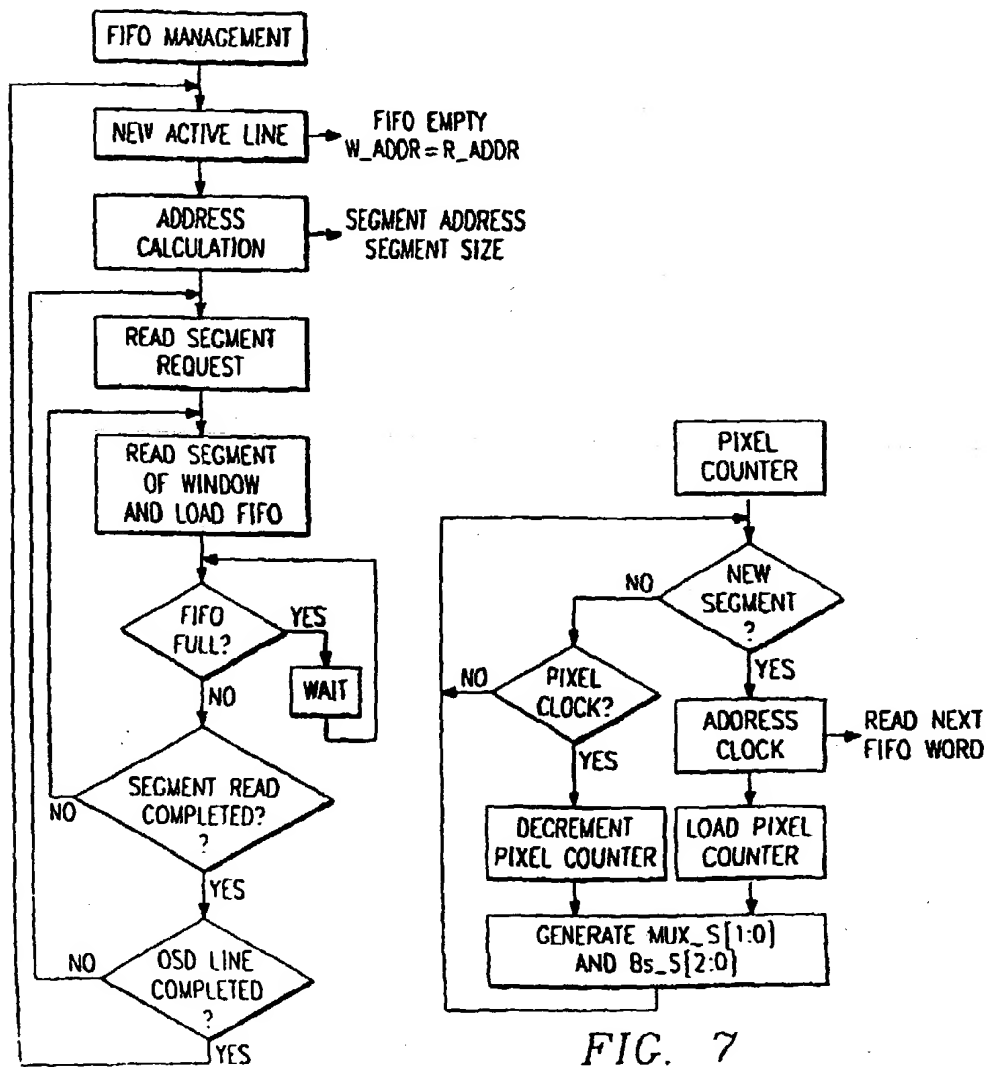 FIFO MANAGEMENT
NEW ACTIVE LINE
FIFO EMPTY
W_ADDR=R_ADDR
ADDRESS
CALCULATION
SEGMENT ADDRESS
SEGMENT SIZE
READ SEGMENT
REQUEST
READ SEGMENT
OF WINDOW
AND LOAD FIFO
FIFO
FULL?
YES
WAIT
NO
SEGMENT READ
COMPLETED?
?
NO
YES
OSD LINE
COMPLETED
?
NO
YES
PIXEL
COUNTER
NEW
SEGMENT
?
NO
YES
PIXEL
CLOCK?
NO
YES
ADDRESS
CLOCK
READ NEXT
FIFO WORD
DECREMENT
PIXEL COUNTER
LOAD PIXEL
COUNTER
GENERATE MUX_S[1:0]
AND Bs_S[2:0]
FIG. 7